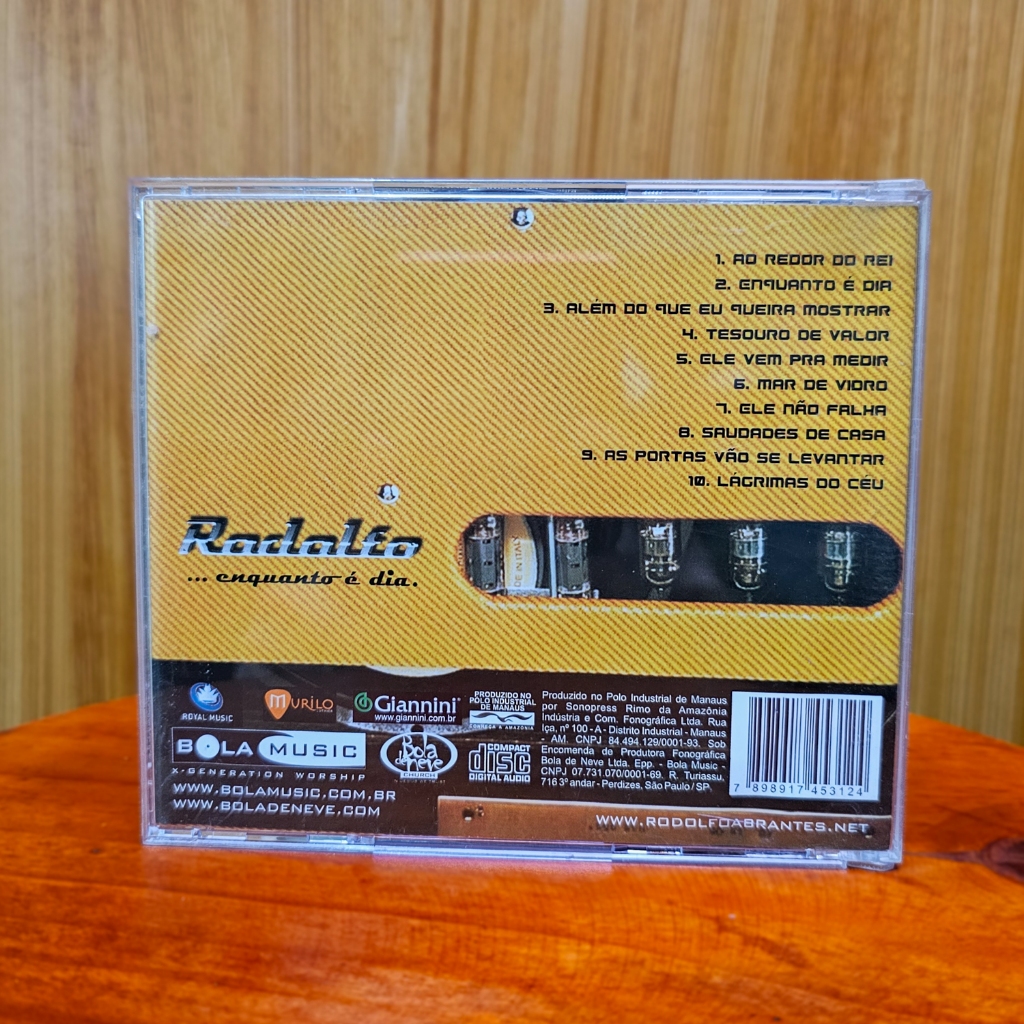 1. AO REDOR DO REI
2. ENQUANTO É DIA
3. ALÉM DO QUE EU QUEIRA MOSTRAR
4. TESOURO DE VALOR
5. ELE VEM PRA MEDIR
6. MAR DE VIDRO
7. ELE NÃO FALHA
8. SAUDADES DE CASA
9. AS PORTAS VÃO SE LEVANTAR
10. LÁGRIMAS DO CÉU
Rodolfo
... enquanto é dia.
DE IN ITALY
ROYAL MUSIC
MURILO
Giannini
www.giannini.com.br
PRODUZIDO NO
POLO INDUSTRIAL
DE MANAUS
CONHEÇA A AMAZÔNIA
BOLA MUSIC
X-GENERATION WORSHIP
Bola
de Neve
CHURCH
COMPACT
disc
DIGITAL AUDIO
WWW.BOLAMUSIC.COM.BR
WWW.BOLADENEVE.COM
Produzido no Polo Industrial de Manaus
por Sonopress Rimo da Amazônia
Indústria e Com. Fonográfica Ltda. Rua
Iça, nº 100 - A - Distrito Industrial - Manaus
- AM. CNPJ 84.494.129/0001-93. Sob
Encomenda de Produtora Fonográfica
Bola de Neve Ltda. Epp. - Bola Music -
CNPJ 07.731.070/0001-69. R. Turiassu,
716 3º andar - Perdizes, São Paulo / SP
7 898917 453124
WWW.RODOLFOABRANTES.NET